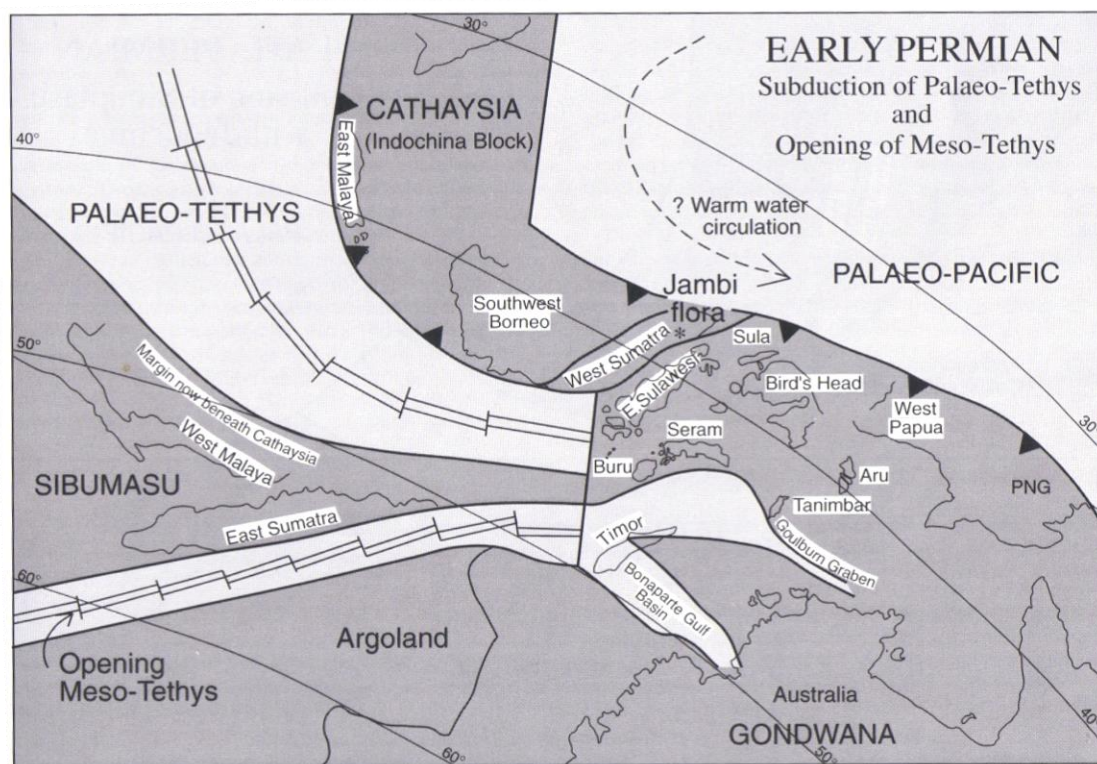 30°
EARLY PERMIAN
Subduction of Palaeo-Tethys
and
Opening of Meso-Tethys
CATHAYSIA
(Indochina Block)
East Malaya
40°
PALAEO-TETHYS
? Warm water
circulation
PALAEO-PACIFIC
Jambi
flora
*
Southwest
Borneo
West Sumatra
Sula
E.Sulawesi
Bird's Head
50°
Margin now beneath Cathaysia
West Malaya
West
Papua
30°
Seram
Buru
SIBUMASU
Aru
PNG
Tanimbar
East Sumatra
Timor
Goulburn Graben
60°
Bonaparte Gulf
Basin
Argoland
Opening
Meso-Tethys
Australia
GONDWANA
40°
60°
50°